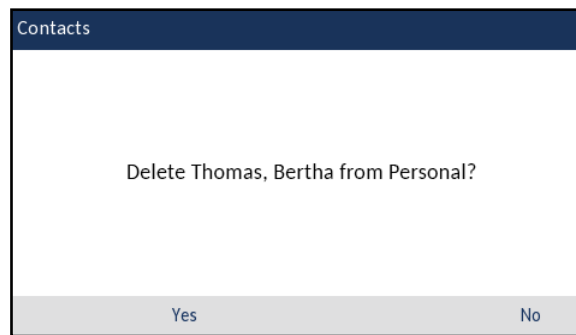 Contacts
Delete Thomas, Bertha from Personal?
Yes No